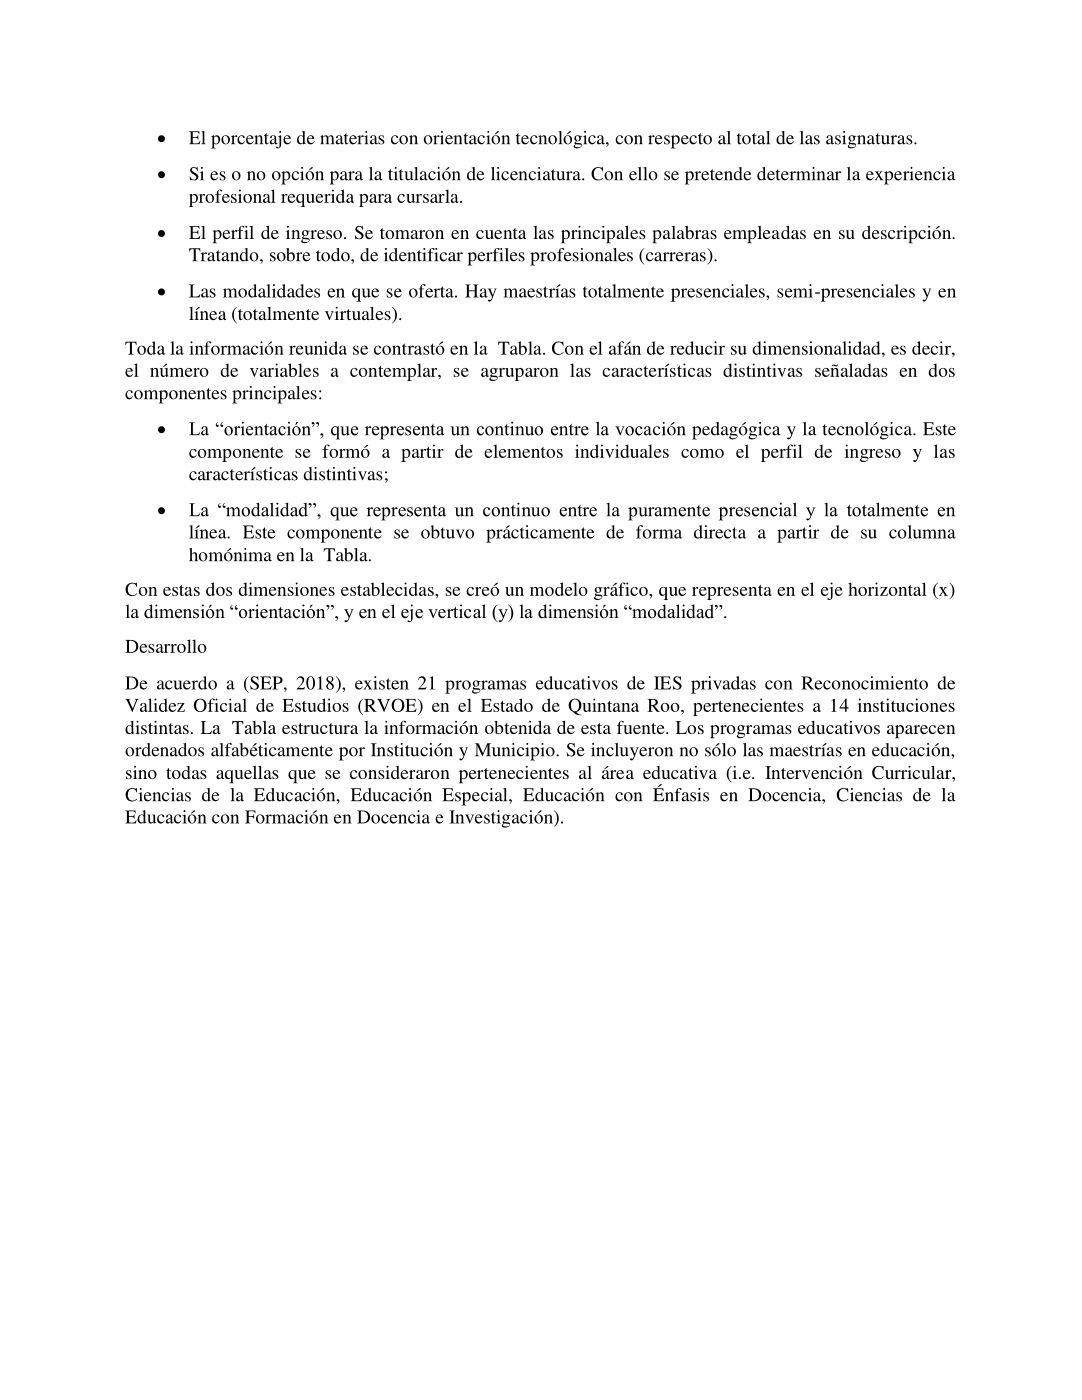 • El porcentaje de materias con orientación tecnológica, con respecto al total de las asignaturas.
• Si es o no opción para la titulación de licenciatura. Con ello se pretende determinar la experiencia
profesional requerida para cursarla.
• El perfil de ingreso. Se tomaron en cuenta las principales palabras empleadas en su descripción.
Tratando, sobre todo, de identificar perfiles profesionales (carreras).
• Las modalidades en que se oferta. Hay maestrías totalmente presenciales, semi-presenciales y en
línea (totalmente virtuales).
Toda la información reunida se contrastó en la Tabla. Con el afán de reducir su dimensionalidad, es decir,
el número de variables a contemplar, se agruparon las características distintivas señaladas en dos
componentes principales:
• La “orientación”, que representa un continuo entre la vocación pedagógica y la tecnológica. Este
componente se formó a partir de elementos individuales como el perfil de ingreso y las
características distintivas;
• La “modalidad”, que representa un continuo entre la puramente presencial y la totalmente en
línea. Este componente se obtuvo prácticamente de forma directa a partir de su columna
homónima en la Tabla.
Con estas dos dimensiones establecidas, se creó un modelo gráfico, que representa en el eje horizontal (x)
la dimensión “orientación”, y en el eje vertical (y) la dimensión “modalidad”.
Desarrollo
De acuerdo a (SEP, 2018), existen 21 programas educativos de IES privadas con Reconocimiento de
Validez Oficial de Estudios (RVOE) en el Estado de Quintana Roo, pertenecientes a 14 instituciones
distintas. La Tabla estructura la información obtenida de esta fuente. Los programas educativos aparecen
ordenados alfabéticamente por Institución y Municipio. Se incluyeron no sólo las maestrías en educación,
sino todas aquellas que se consideraron pertenecientes al área educativa (i.e. Intervención Curricular,
Ciencias de la Educación, Educación Especial, Educación con Énfasis en Docencia, Ciencias de la
Educación con Formación en Docencia e Investigación).